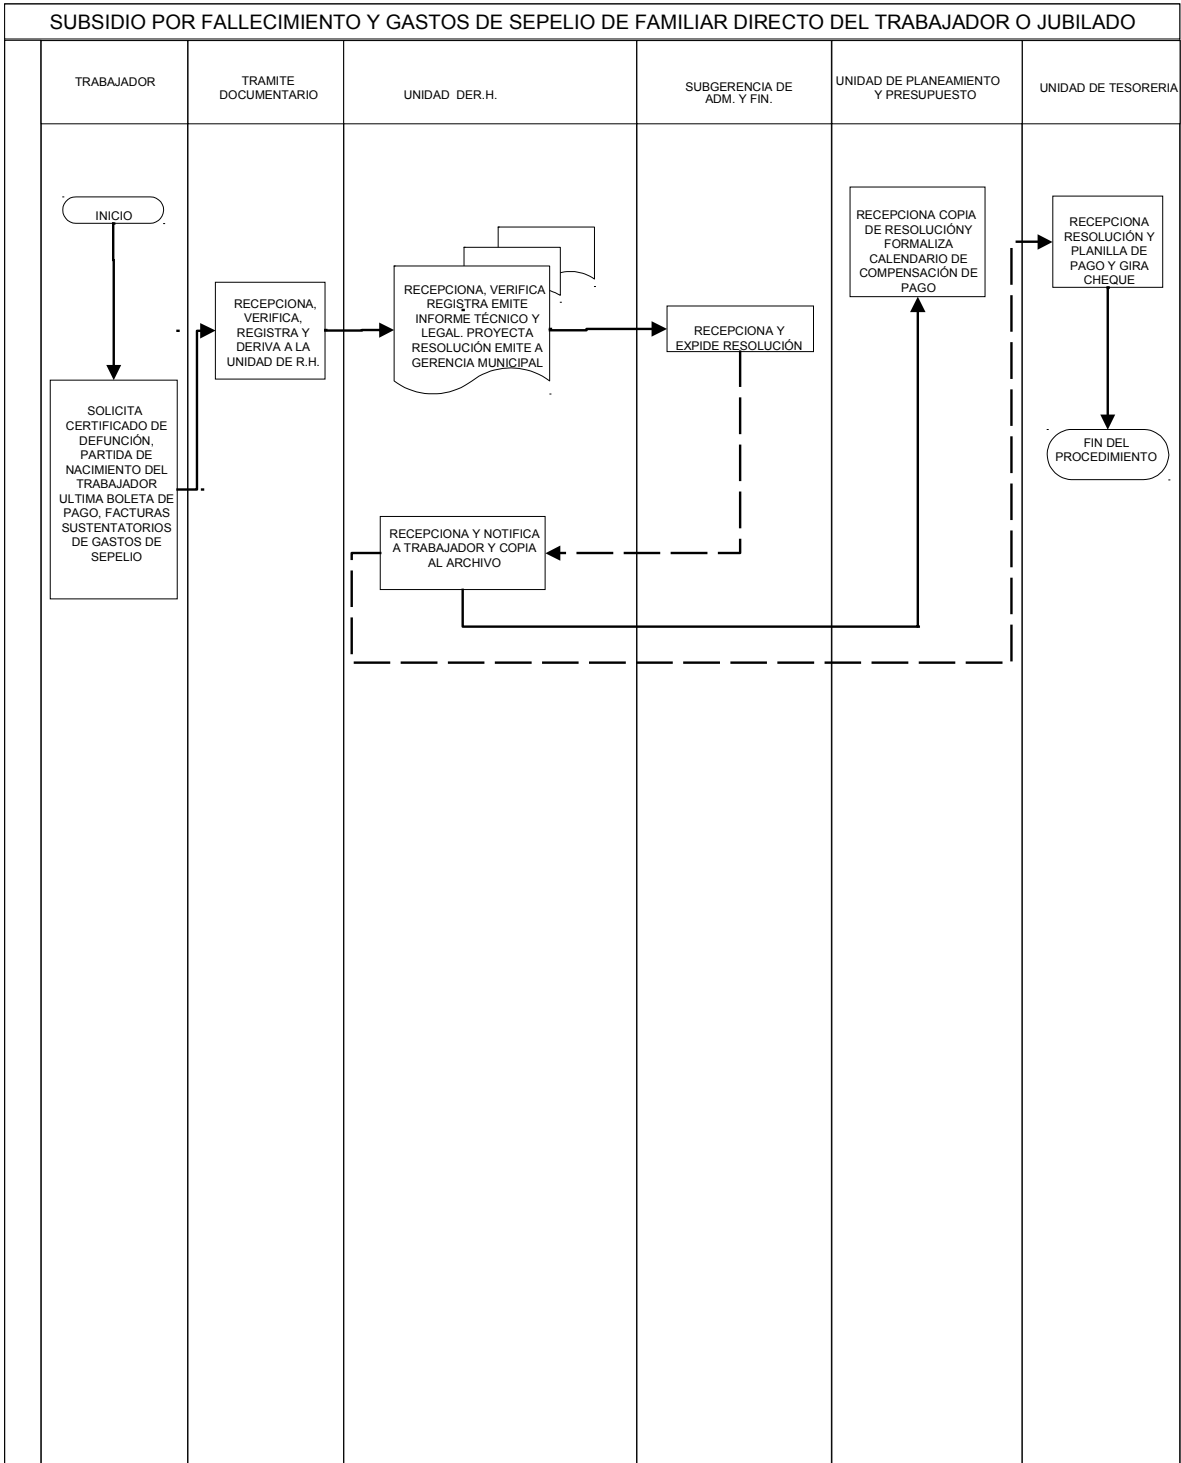 SUBSIDIO POR FALLECIMIENTO Y GASTOS DE SEPELIO DE FAMILIAR DIRECTO DEL TRABAJADOR O JUBILADO
TRABAJADOR
TRAMITE
DOCUMENTARIO
UNIDAD DER.H.
SUBGERENCIA DE
ADM. Y FIN.
UNIDAD DE PLANEAMIENTO
Y PRESUPUESTO
UNIDAD DE TESORERIA
INICIO
SOLICITA
CERTIFICADO DE
DEFUNCIÓN,
PARTIDA DE
NACIMIENTO DEL
TRABAJADOR
ULTIMA BOLETA DE
PAGO, FACTURAS
SUSTENTATORIOS
DE GASTOS DE
SEPELIO
RECEPCIONA,
VERIFICA,
REGISTRA Y
DERIVA A LA
UNIDAD DE R.H.
RECEPCIONA, VERIFICA
REGISTRA EMITE
INFORME TÉCNICO Y
LEGAL. PROYECTA
RESOLUCIÓN EMITE A
GERENCIA MUNICIPAL
RECEPCIONA Y
EXPIDE RESOLUCIÓN
RECEPCIONA Y NOTIFICA
A TRABAJADOR Y COPIA
AL ARCHIVO
RECEPCIONA COPIA
DE RESOLUCIÓNY
FORMALIZA
CALENDARIO DE
COMPENSACIÓN DE
PAGO
RECEPCIONA
RESOLUCIÓN Y
PLANILLA DE
PAGO Y GIRA
CHEQUE
FIN DEL
PROCEDIMIENTO